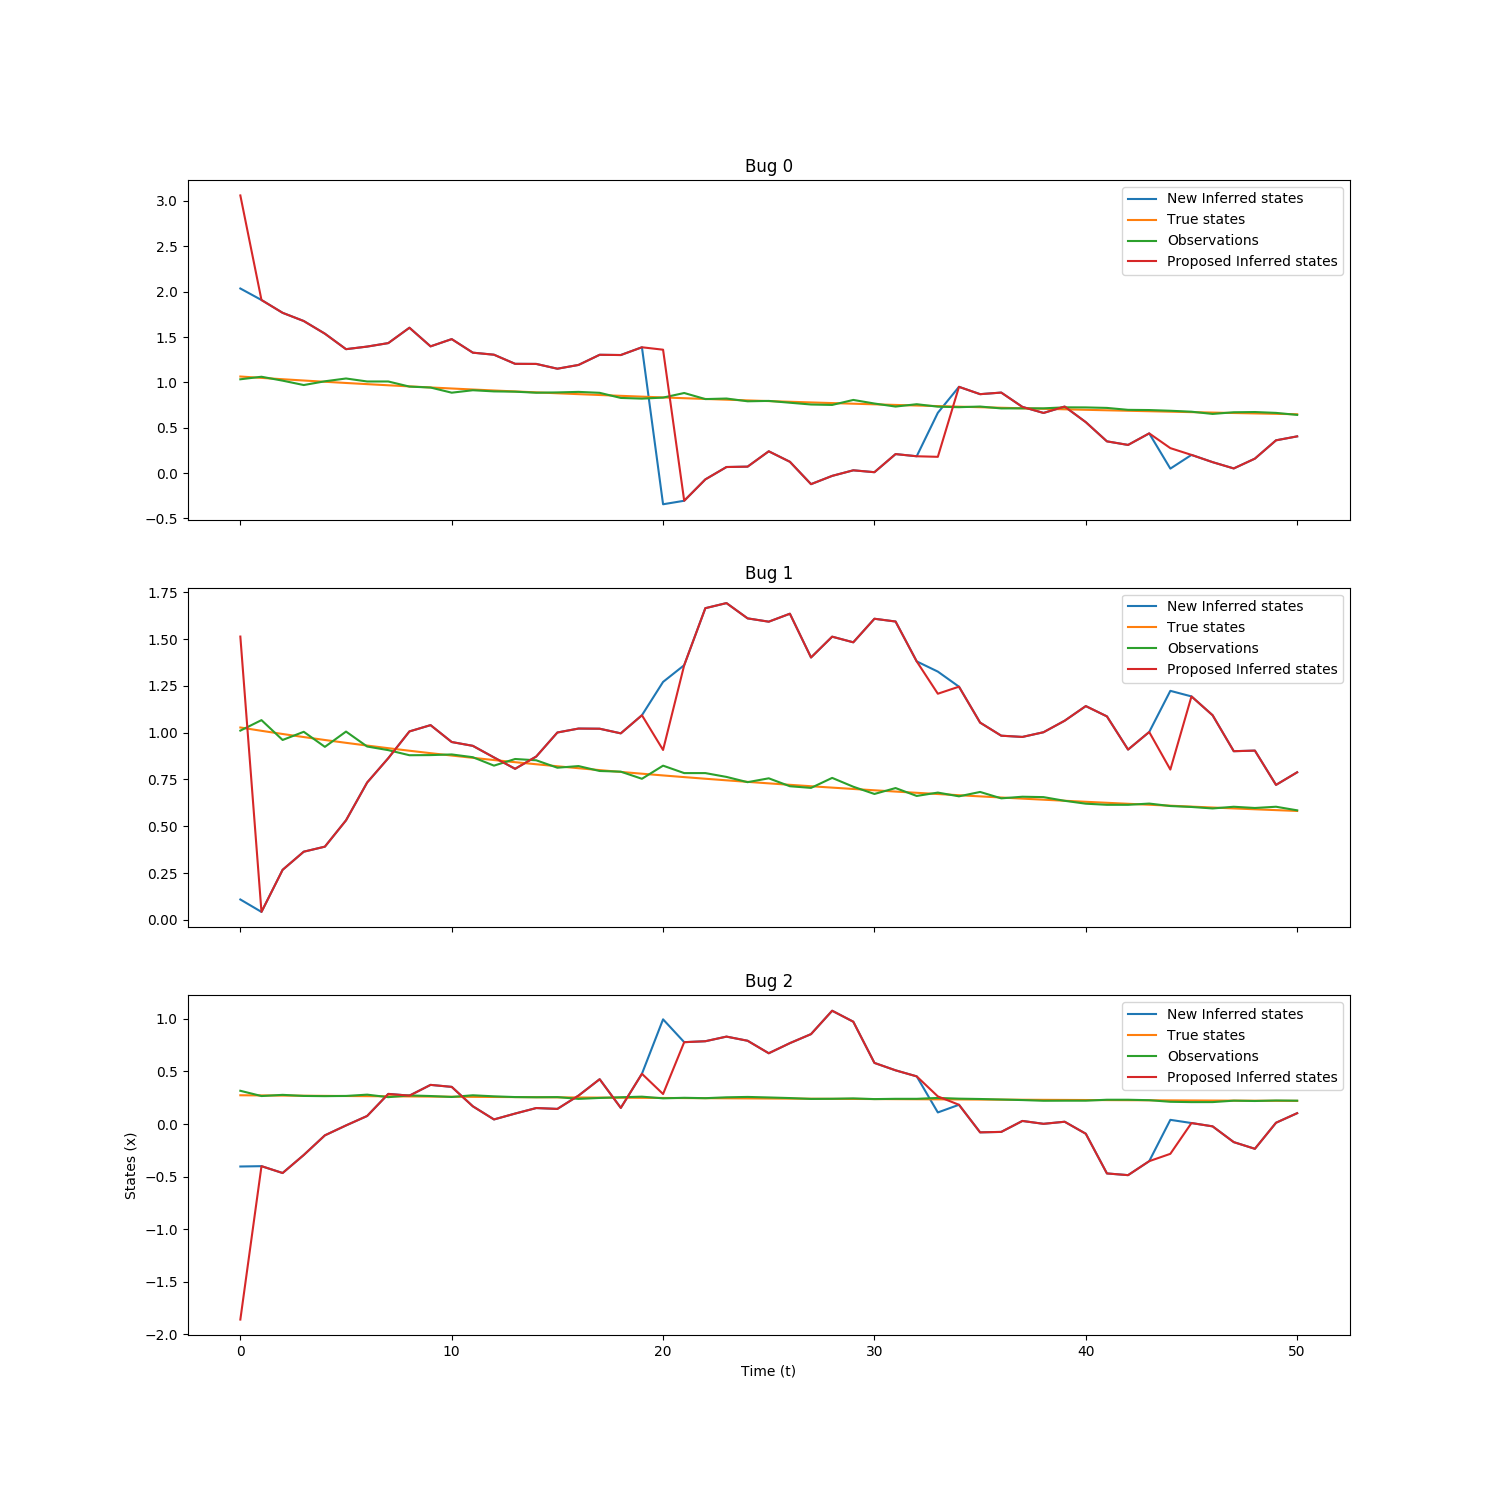 Bug 0
3.0
2.5
2.0
1.5
1.0
0.5
0.0
−0.5
New Inferred states
True states
Observations
Proposed Inferred states
Bug 1
1.75
1.50
1.25
1.00
0.75
0.50
0.25
0.00
New Inferred states
True states
Observations
Proposed Inferred states
Bug 2
States (x)
1.0
0.5
0.0
−0.5
−1.0
−1.5
−2.0
New Inferred states
True states
Observations
Proposed Inferred states
0 10 20 30 40 50
Time (t)